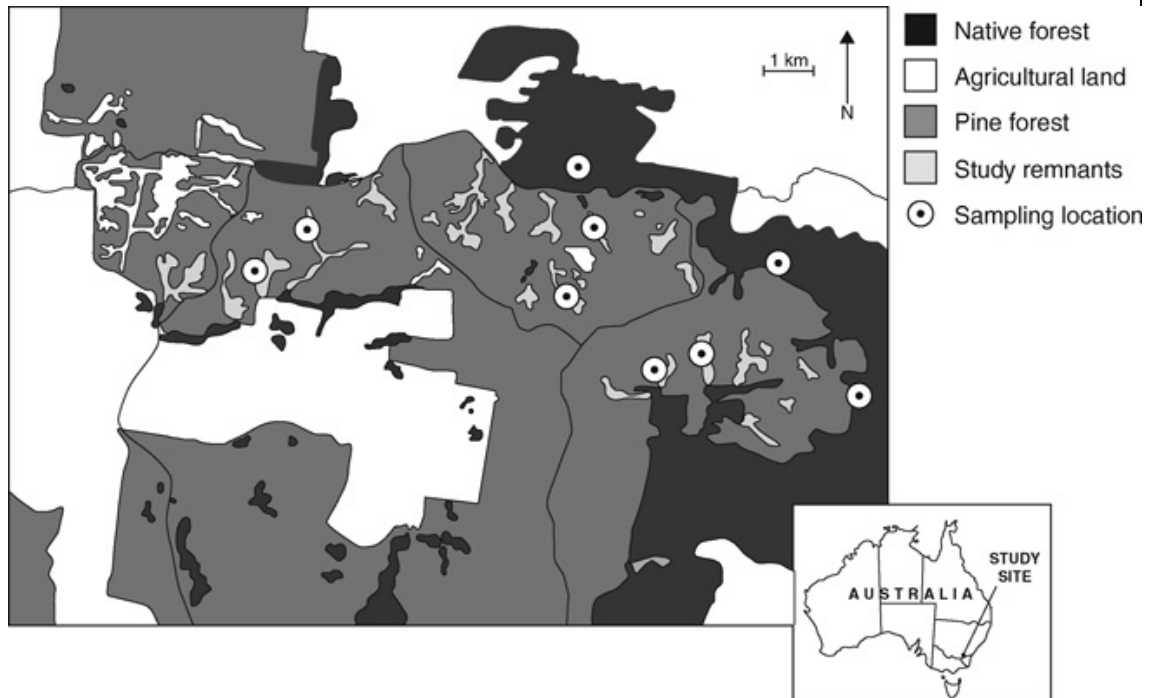 1 km
N
Native forest
Agricultural land
Pine forest
Study remnants
Sampling location
STUDY
SITE
AUSTRALIA